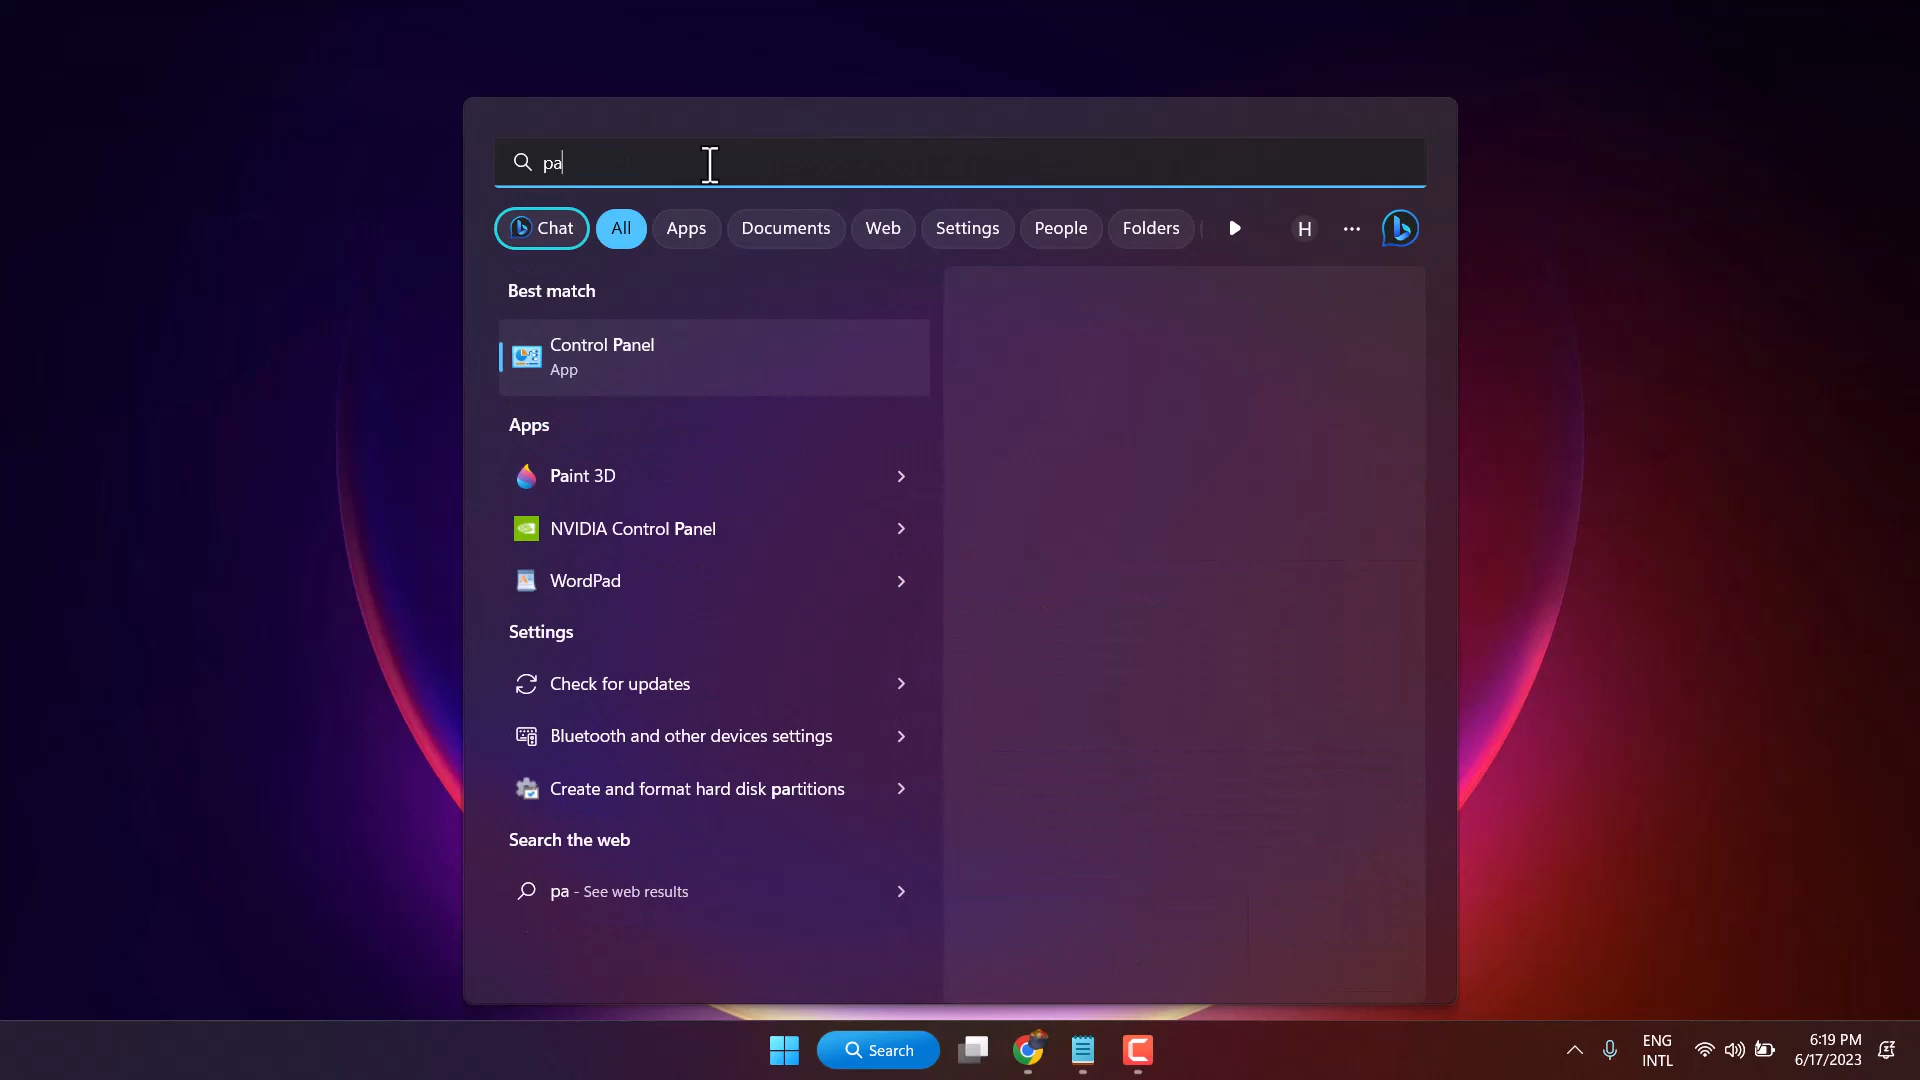 pa
Chat All Apps Documents Web Settings People Folders H
Best match
Control Panel
App
Apps
Paint 3D
NVIDIA Control Panel
WordPad
Settings
Check for updates
Bluetooth and other devices settings
Create and format hard disk partitions
Search the web
pa - See web results
Search
ENG
INTL
6:19 PM
6/17/2023